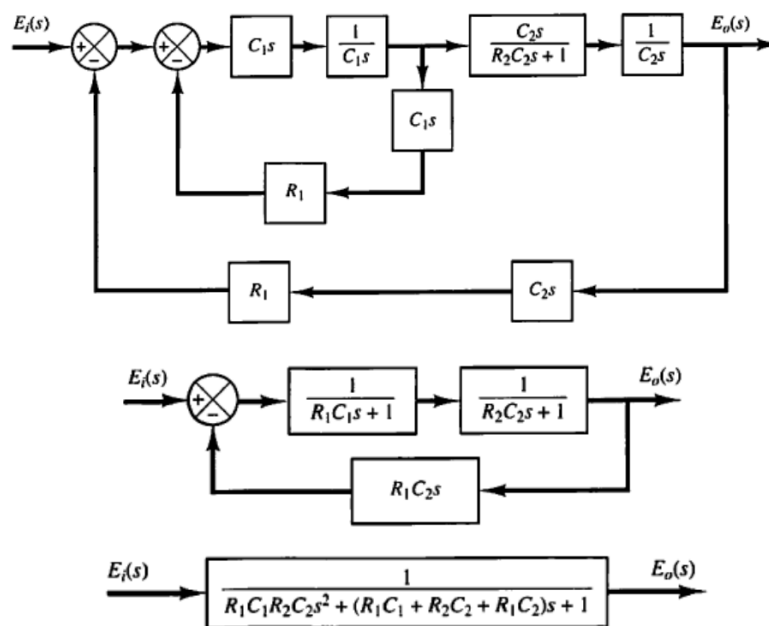 Eᵢ(s)
Eₒ(s)
+
−
+
−
C₁s
1
C₁s
C₂s
R₂C₂s + 1
1
C₂s
C₁s
R₁
R₁
C₂s
Eᵢ(s)
+
−
1
R₁C₁s + 1
1
R₂C₂s + 1
Eₒ(s)
R₁C₂s
Eᵢ(s)
1
R₁C₁R₂C₂s² + (R₁C₁ + R₂C₂ + R₁C₂)s + 1
Eₒ(s)